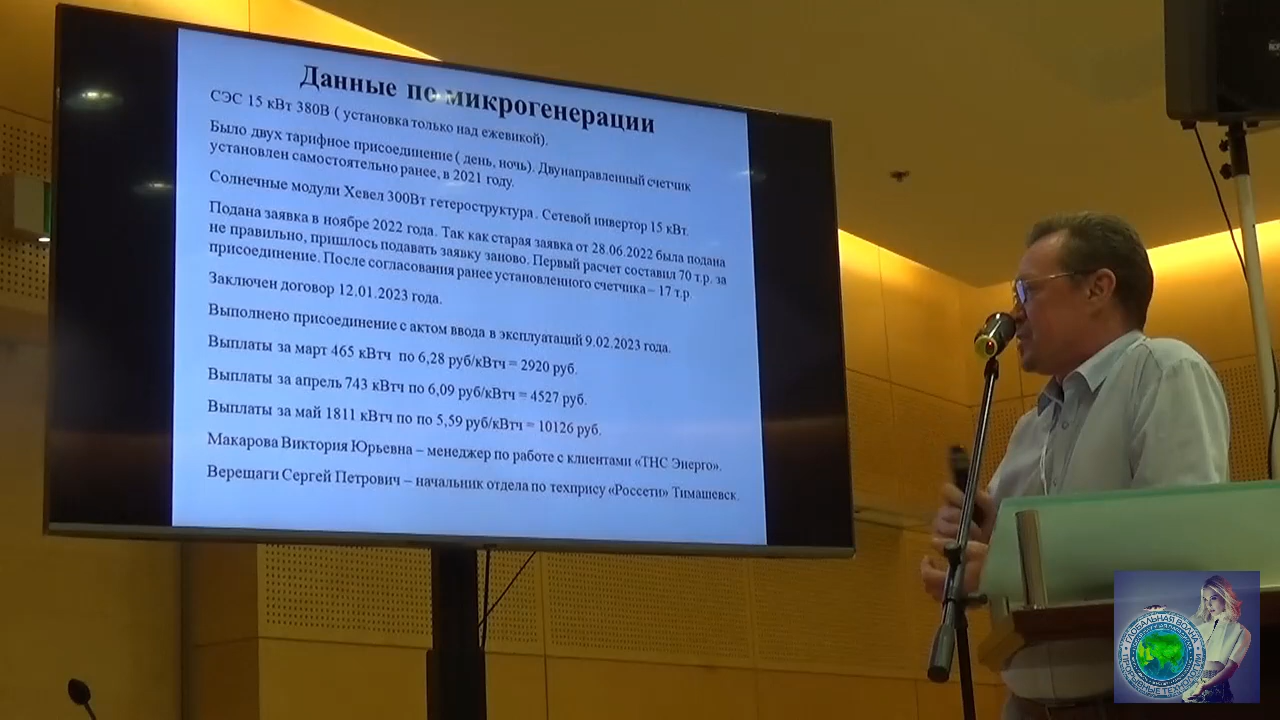 Данные по микрогенерации
СЭС 15 кВт 380В ( установка только над ежевикой).
Было двух тарифное присоединение ( день, ночь). Двунаправленный счетчик
установлен самостоятельно ранее, в 2021 году.
Солнечные модули Хевел 300Вт гетероструктура . Сетевой инвертор 15 кВт.
Подана заявка в ноябре 2022 года. Так как старая заявка от 28.06.2022 была подана
не правильно, пришлось подавать заявку заново. Первый расчет составил 70 т.р. за
присоединение. После согласования ранее установленного счетчика – 17 т.р.
Заключен договор 12.01.2023 года.
Выполнено присоединение с актом ввода в эксплуатаций 9.02.2023 года.
Выплаты за март 465 кВтч по 6,28 руб/кВтч = 2920 руб.
Выплаты за апрель 743 кВтч по 6,09 руб/кВтч = 4527 руб.
Выплаты за май 1811 кВтч по по 5,59 руб/кВтч = 10126 руб.
Макарова Виктория Юрьевна – менеджер по работе с клиентами «ТНС Энерго».
Верешаги Сергей Петрович – начальник отдела по техпрису «Россети» Тимашевск.
ГЛОБАЛЬНАЯ ВОЛНА